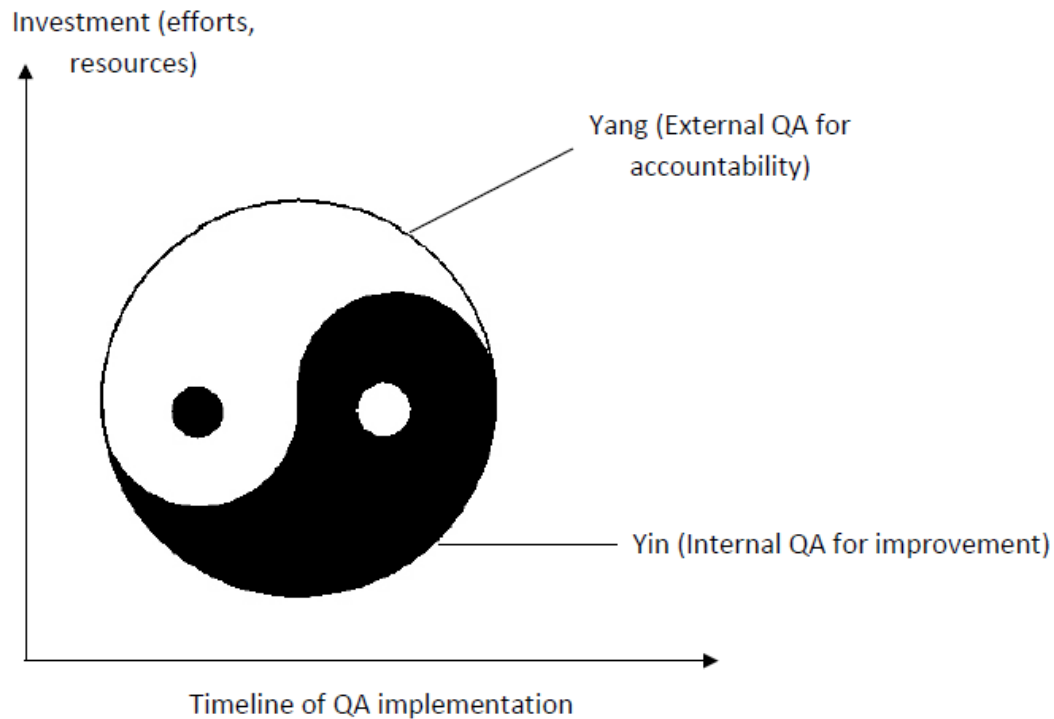 Investment (efforts,
resources)
Yang (External QA for
accountability)
Yin (Internal QA for improvement)
Timeline of QA implementation